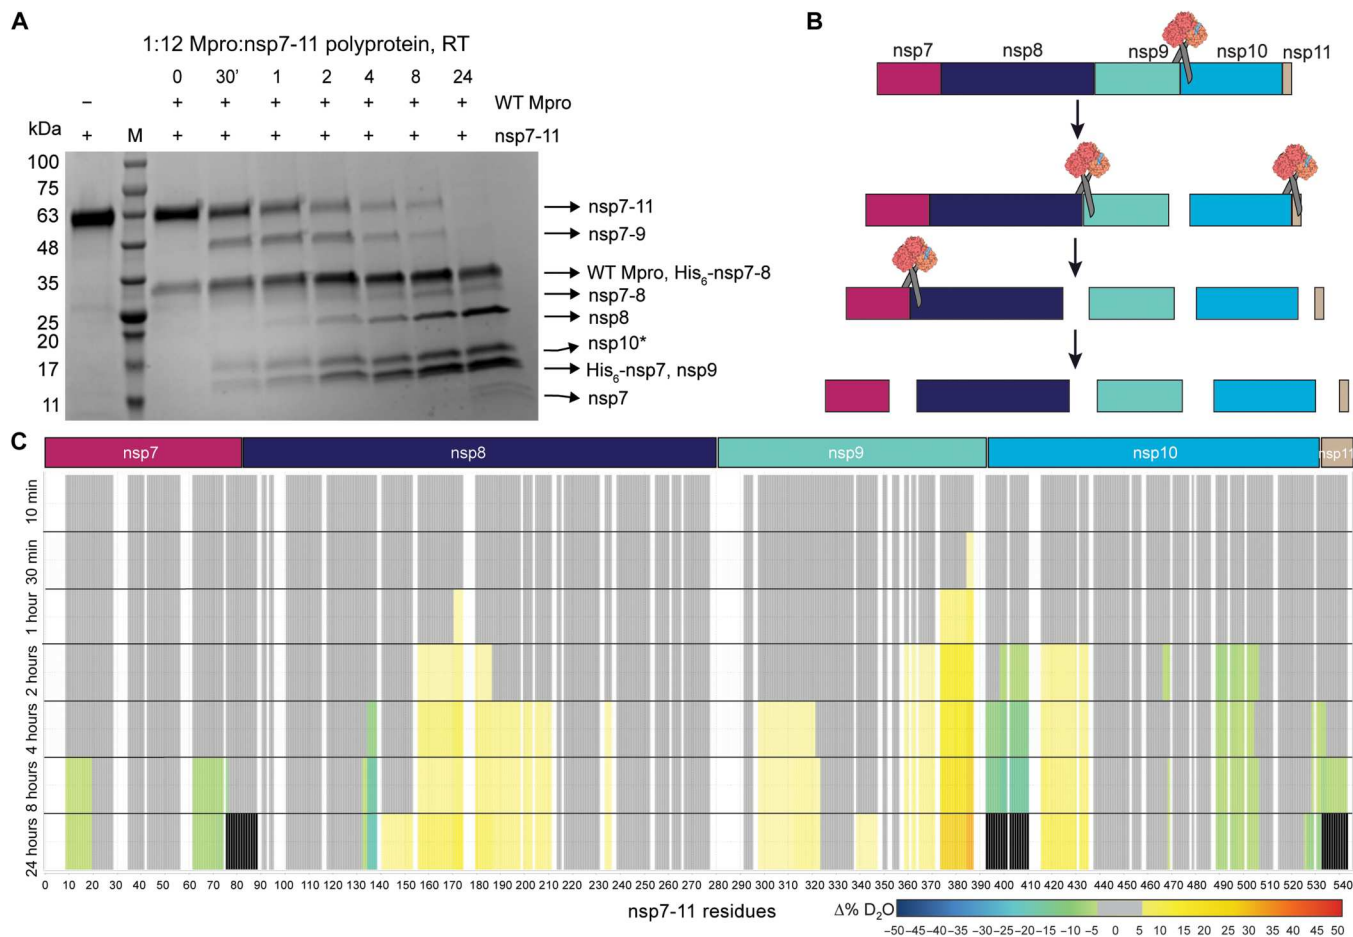 A
1:12 Mpro:nsp7-11 polyprotein, RT
0 30' 1 2 4 8 24
– + + + + + + + WT Mpro
kDa + M + + + + + + + nsp7-11
100
75
63
48
35
25
20
17
11
nsp7-11
nsp7-9
WT Mpro, His6-nsp7-8
nsp7-8
nsp8
nsp10*
His6-nsp7, nsp9
nsp7
B
nsp7 nsp8 nsp9 nsp10 nsp11
C
nsp7 nsp8 nsp9 nsp10 nsp11
10 min
30 min
1 hour
2 hours
4 hours
8 hours
24 hours
0 10 20 30 40 50 60 70 80 90 100 110 120 130 140 150 160 170 180 190 200 210 220 230 240 250 260 270 280 290 300 310 320 330 340 350 360 370 380 390 400 410 420 430 440 450 460 470 480 490 500 510 520 530 540
nsp7-11 residues
Δ% D2O
−50 −45 −40 −35 −30 −25 −20 −15 −10 −5 0 5 10 15 20 25 30 35 40 45 50